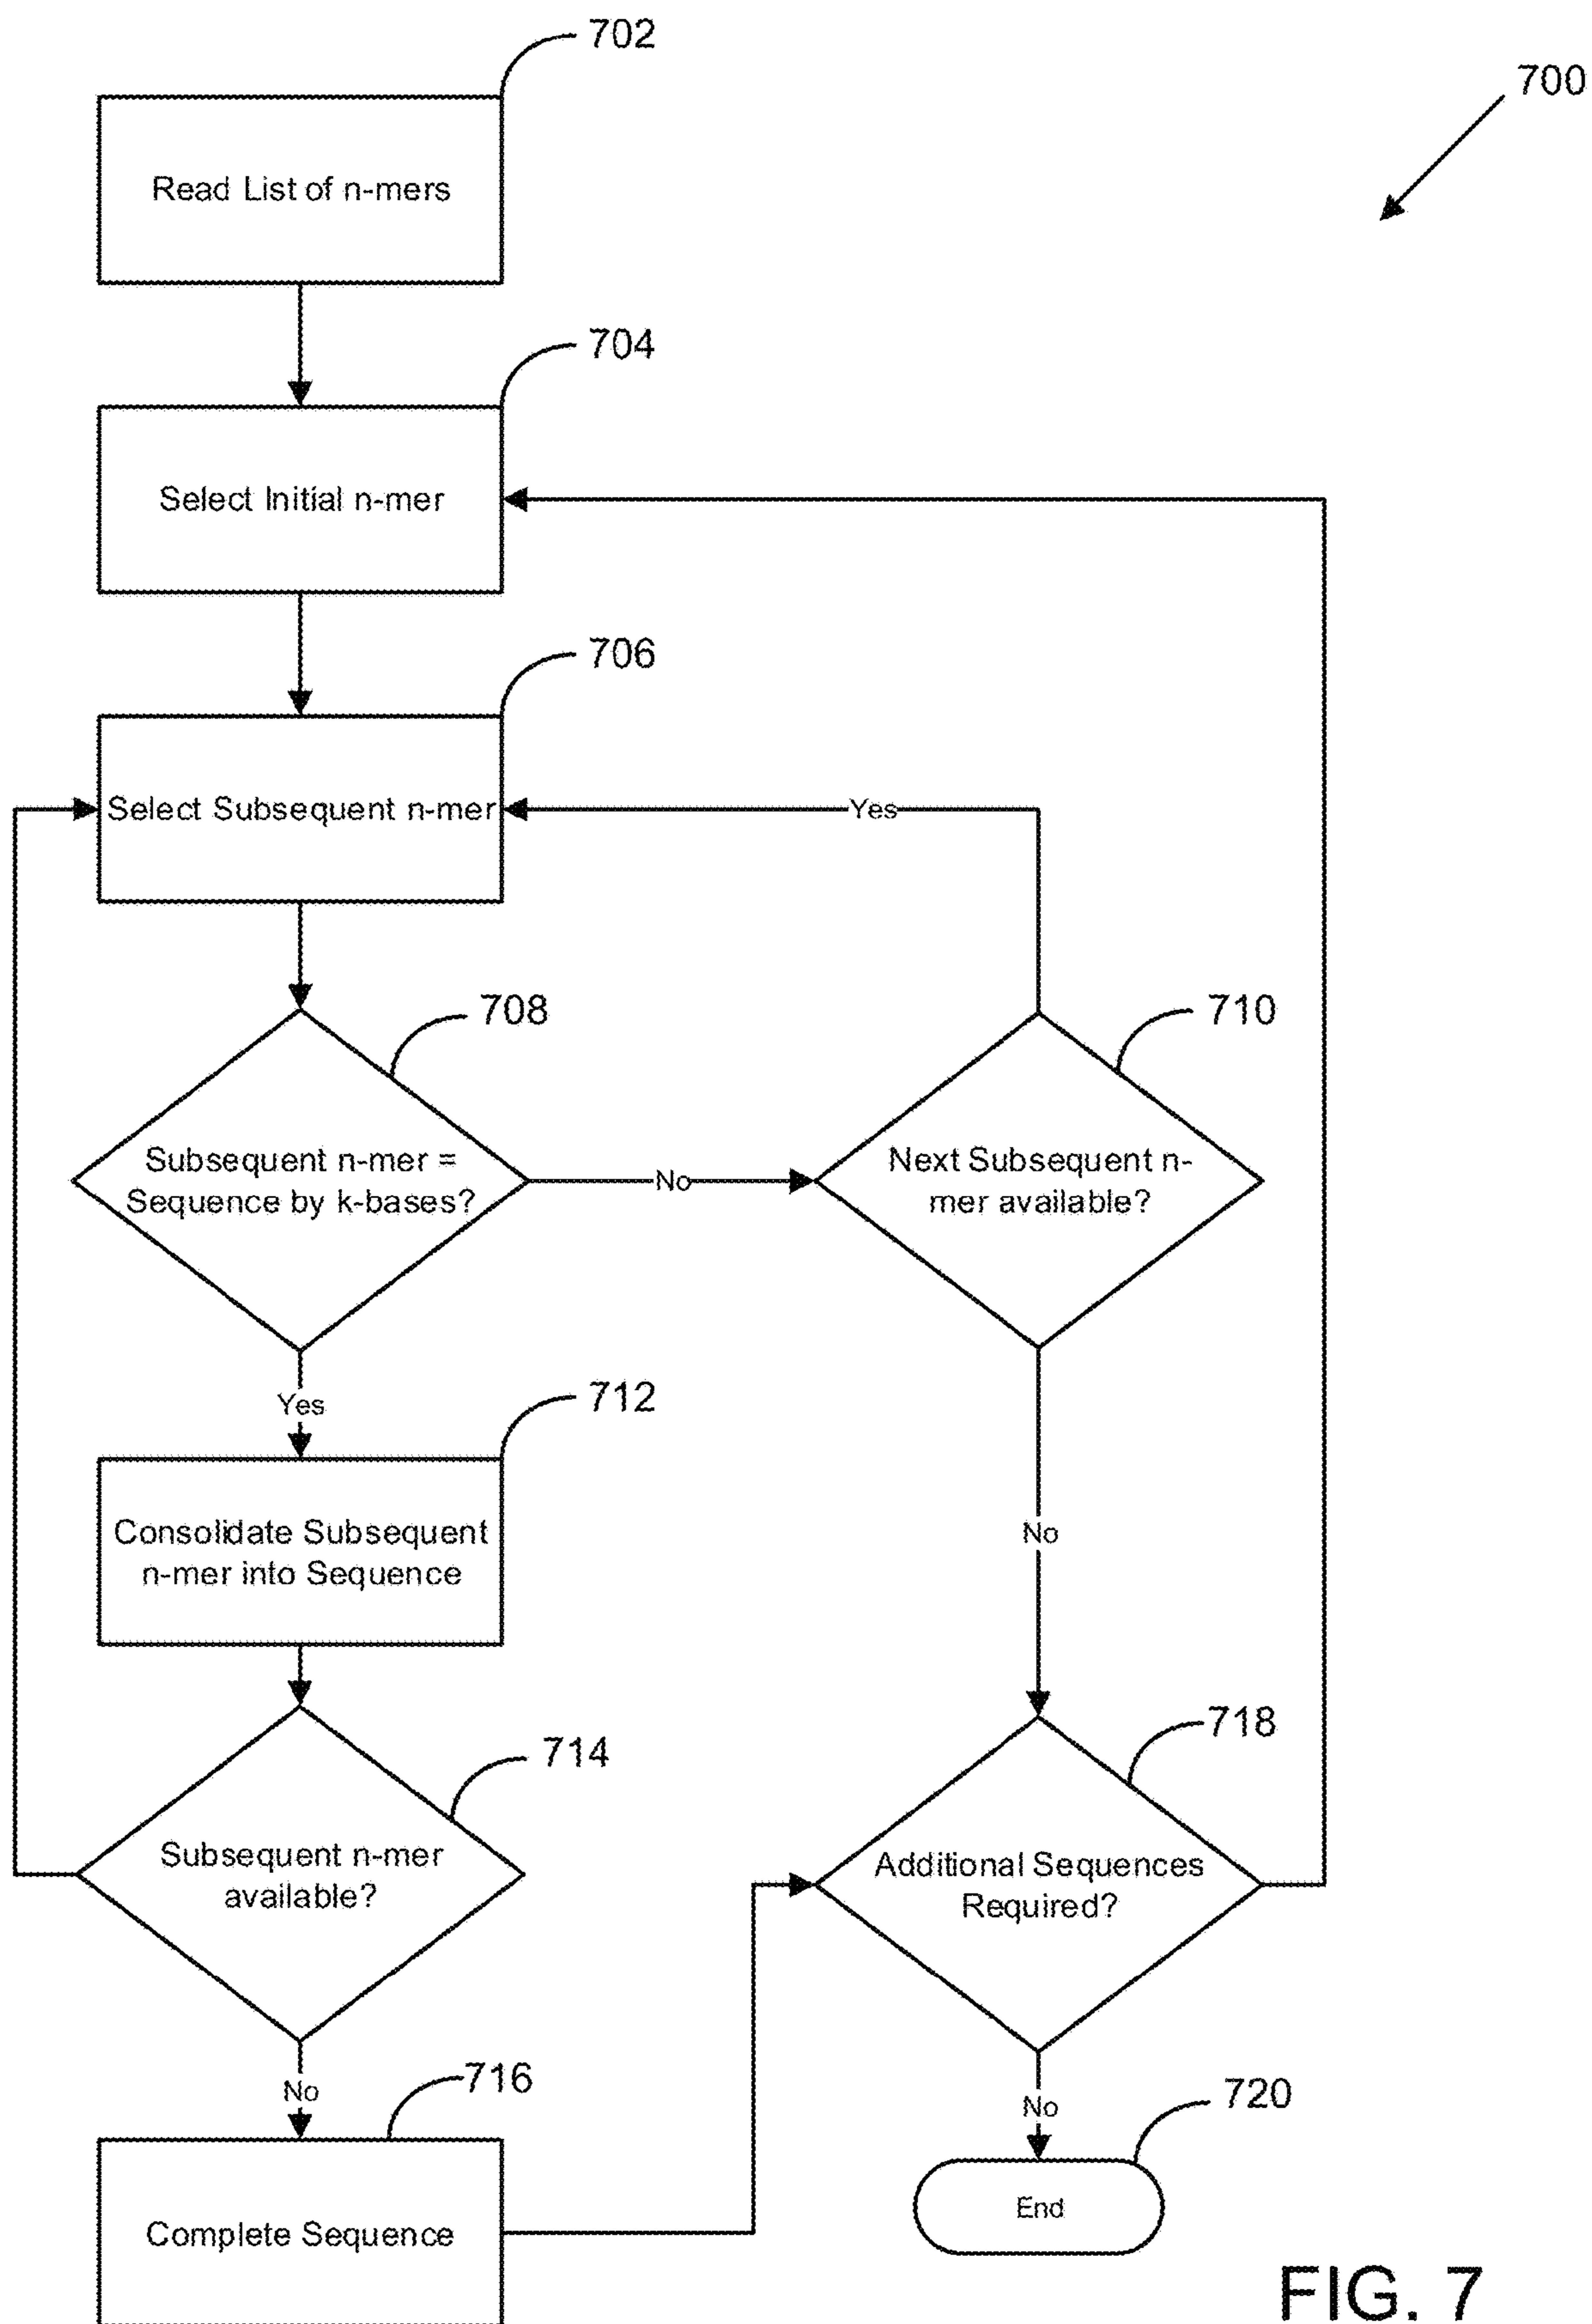 702
700
Read List of n-mers
704
Select Initial n-mer
706
Select Subsequent n-mer
Yes
708
710
Subsequent n-mer =
Sequence by k-bases?
No
Next Subsequent n-
mer available?
Yes
712
Consolidate Subsequent
n-mer into Sequence
No
714
718
Subsequent n-mer
available?
Additional Sequences
Required?
No
716
No
720
Complete Sequence
End
FIG. 7